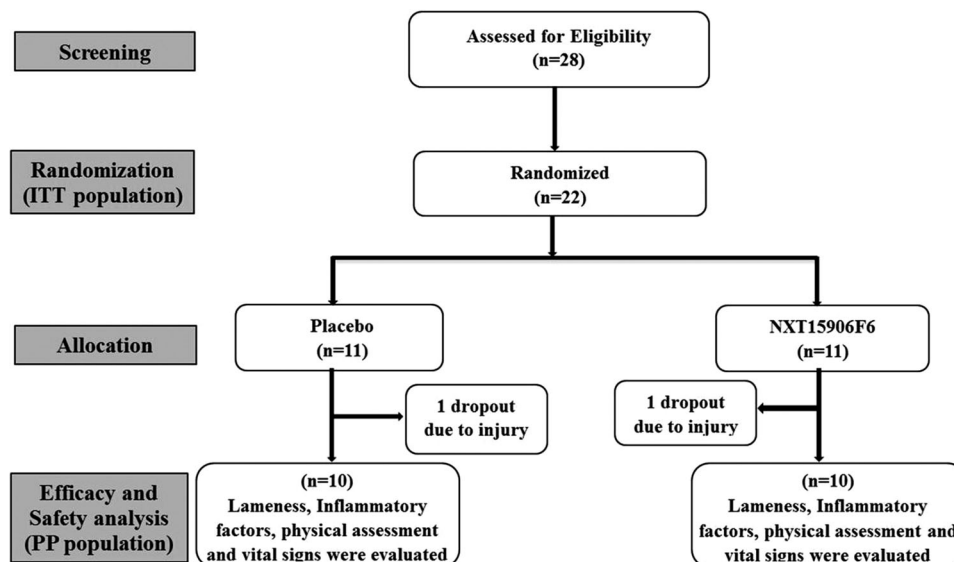 Screening
Assessed for Eligibility
(n=28)
Randomization
(ITT population)
Randomized
(n=22)
Allocation
Placebo
(n=11)
NXT15906F6
(n=11)
1 dropout
due to injury
1 dropout
due to injury
Efficacy and
Safety analysis
(PP population)
(n=10)
Lameness, Inflammatory
factors, physical assessment
and vital signs were evaluated
(n=10)
Lameness, Inflammatory
factors, physical assessment and
vital signs were evaluated